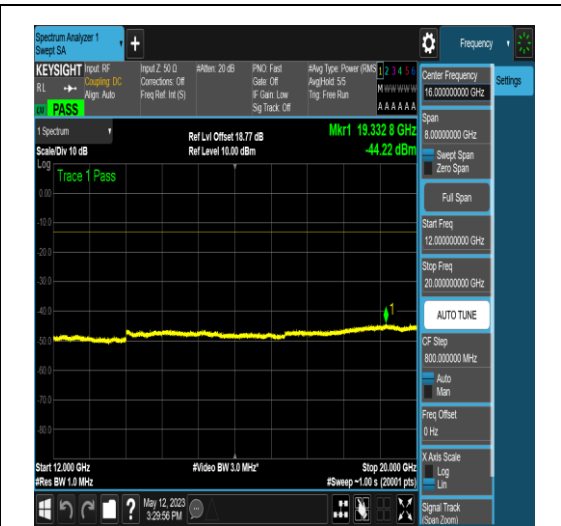 Spectrum Analyzer 1
Swept SA
+
Frequency
KEYSIGHT
Input: RF
Coupling: DC
Align: Auto
Input Z: 50 Ω
Corrections: Off
Freq Ref: Int (S)
#Atten: 20 dB
PNO: Fast
Gate: Off
IF Gain: Low
Sig Track: Off
#Avg Type: Power (RMS
Avg|Hold: 5/5
Trig: Free Run
1 2 3 4 5 6
M W W W W W
A A A A A A
RL
PASS
1 Spectrum
Scale/Div 10 dB
Log
Ref Lvl Offset 18.77 dB
Ref Level 10.00 dBm
Mkr1 19.332 8 GHz
-44.22 dBm
Trace 1 Pass
0.00
-10.0
-20.0
-30.0
-40.0
-50.0
-60.0
-70.0
-80.0
1
Start 12.000 GHz
#Res BW 1.0 MHz
#Video BW 3.0 MHz*
Stop 20.000 GHz
#Sweep ~1.00 s (20001 pts)
?
May 12, 2023
3:29:56 PM
Center Frequency
16.000000000 GHz
Settings
Span
8.00000000 GHz
Swept Span
Zero Span
Full Span
Start Freq
12.000000000 GHz
Stop Freq
20.000000000 GHz
AUTO TUNE
CF Step
800.000000 MHz
Auto
Man
Freq Offset
0 Hz
X Axis Scale
Log
Lin
Signal Track
(Span Zoom)